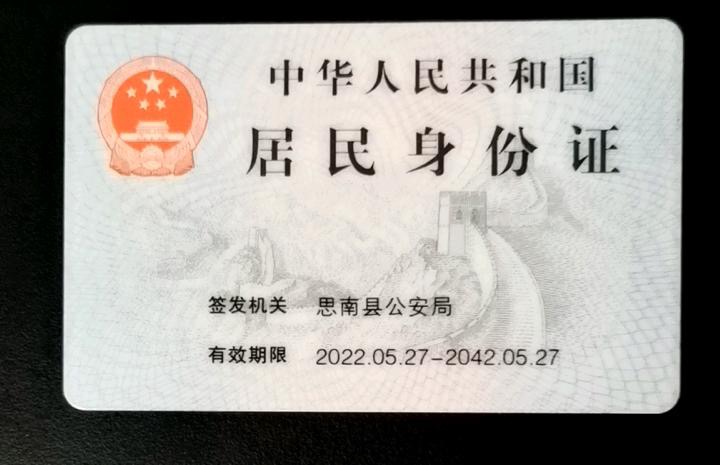 中华人民共和国
居民身份证
签发机关 思南县公安局
有效期限 2022.05.27-2042.05.27